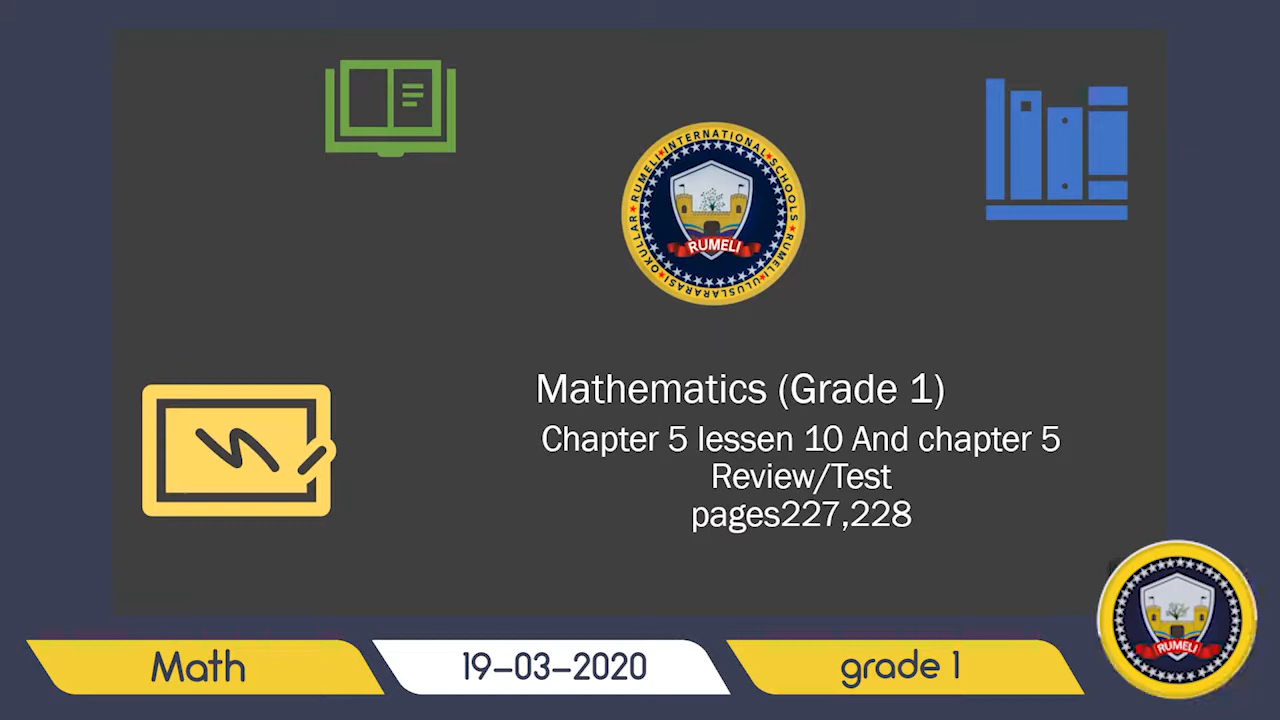 RUMELI INTERNATIONAL SCHOOLS
RUMELI ULUSLARARASI OKULLAR
RUMELI
Mathematics (Grade 1)
Chapter 5 lessen 10 And chapter 5
Review/Test
pages227,228
RUMELI
Math
19-03-2020
grade 1